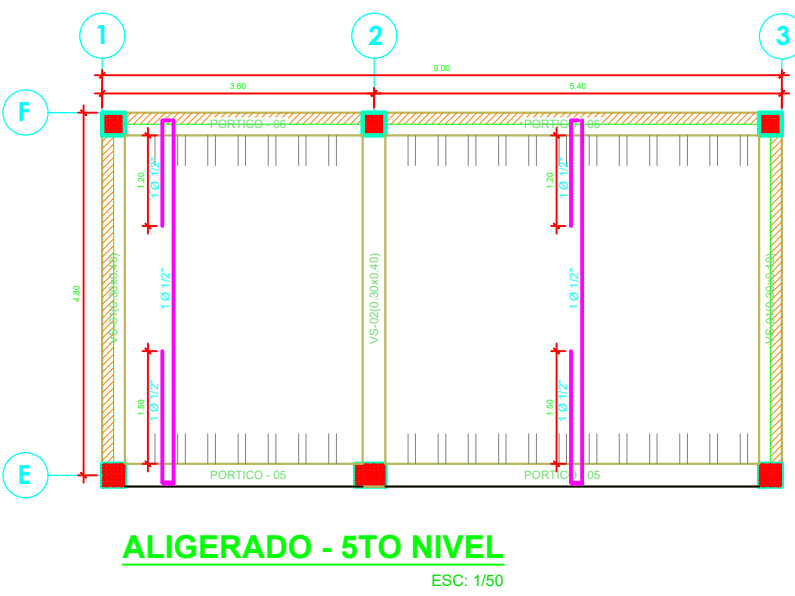 1
2
3
9.00
3.60
5.40
F
PORTICO - 06
PORTICO - 06
1.20
1 Ø 1/2"
1.20
1 Ø 1/2"
4.80
VS-01(0.30x0.40)
1 Ø 1/2"
VS-02(0.30x0.40)
1 Ø 1/2"
VS-01(0.30x0.40)
1.50
1 Ø 1/2"
1.50
1 Ø 1/2"
E
PORTICO - 05
PORTICO - 05
ALIGERADO - 5TO NIVEL
ESC: 1/50